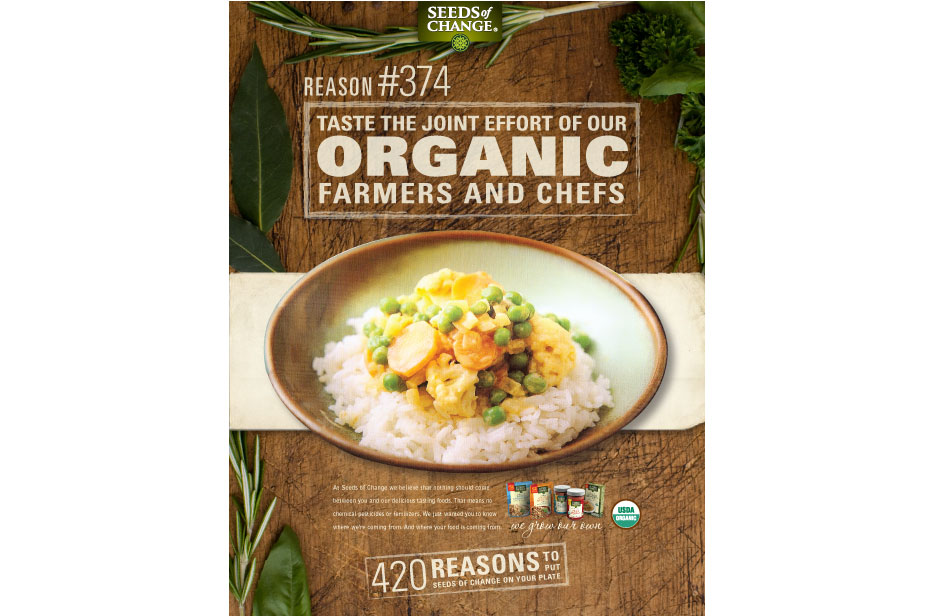 SEEDS of
CHANGE®
REASON #374
TASTE THE JOINT EFFORT OF OUR
ORGANIC
FARMERS AND CHEFS
At Seeds of Change we believe that nothing should come
between you and our delicious tasting foods. That means no
chemical pesticides or fertilizers. We just wanted you to know
where we're coming from. And where your food is coming from.
we grow our own
USDA
ORGANIC
420 REASONS TO
PUT
SEEDS OF CHANGE ON YOUR PLATE